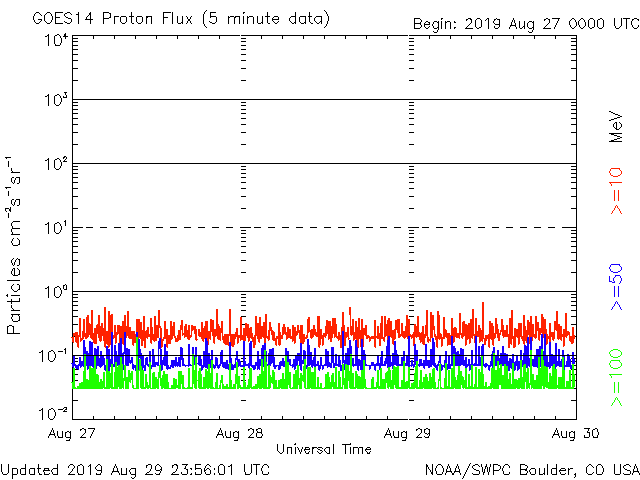 GOES14 Proton Flux (5 minute data)
Begin: 2019 Aug 27 0000 UTC
10⁴
10³
10²
10¹
10⁰
10⁻¹
10⁻²
Particles cm⁻²s⁻¹sr⁻¹
MeV
>=10
>=50
>=100
Aug 27 Aug 28 Aug 29 Aug 30
Universal Time
Updated 2019 Aug 29 23:56:01 UTC
NOAA/SWPC Boulder, CO USA